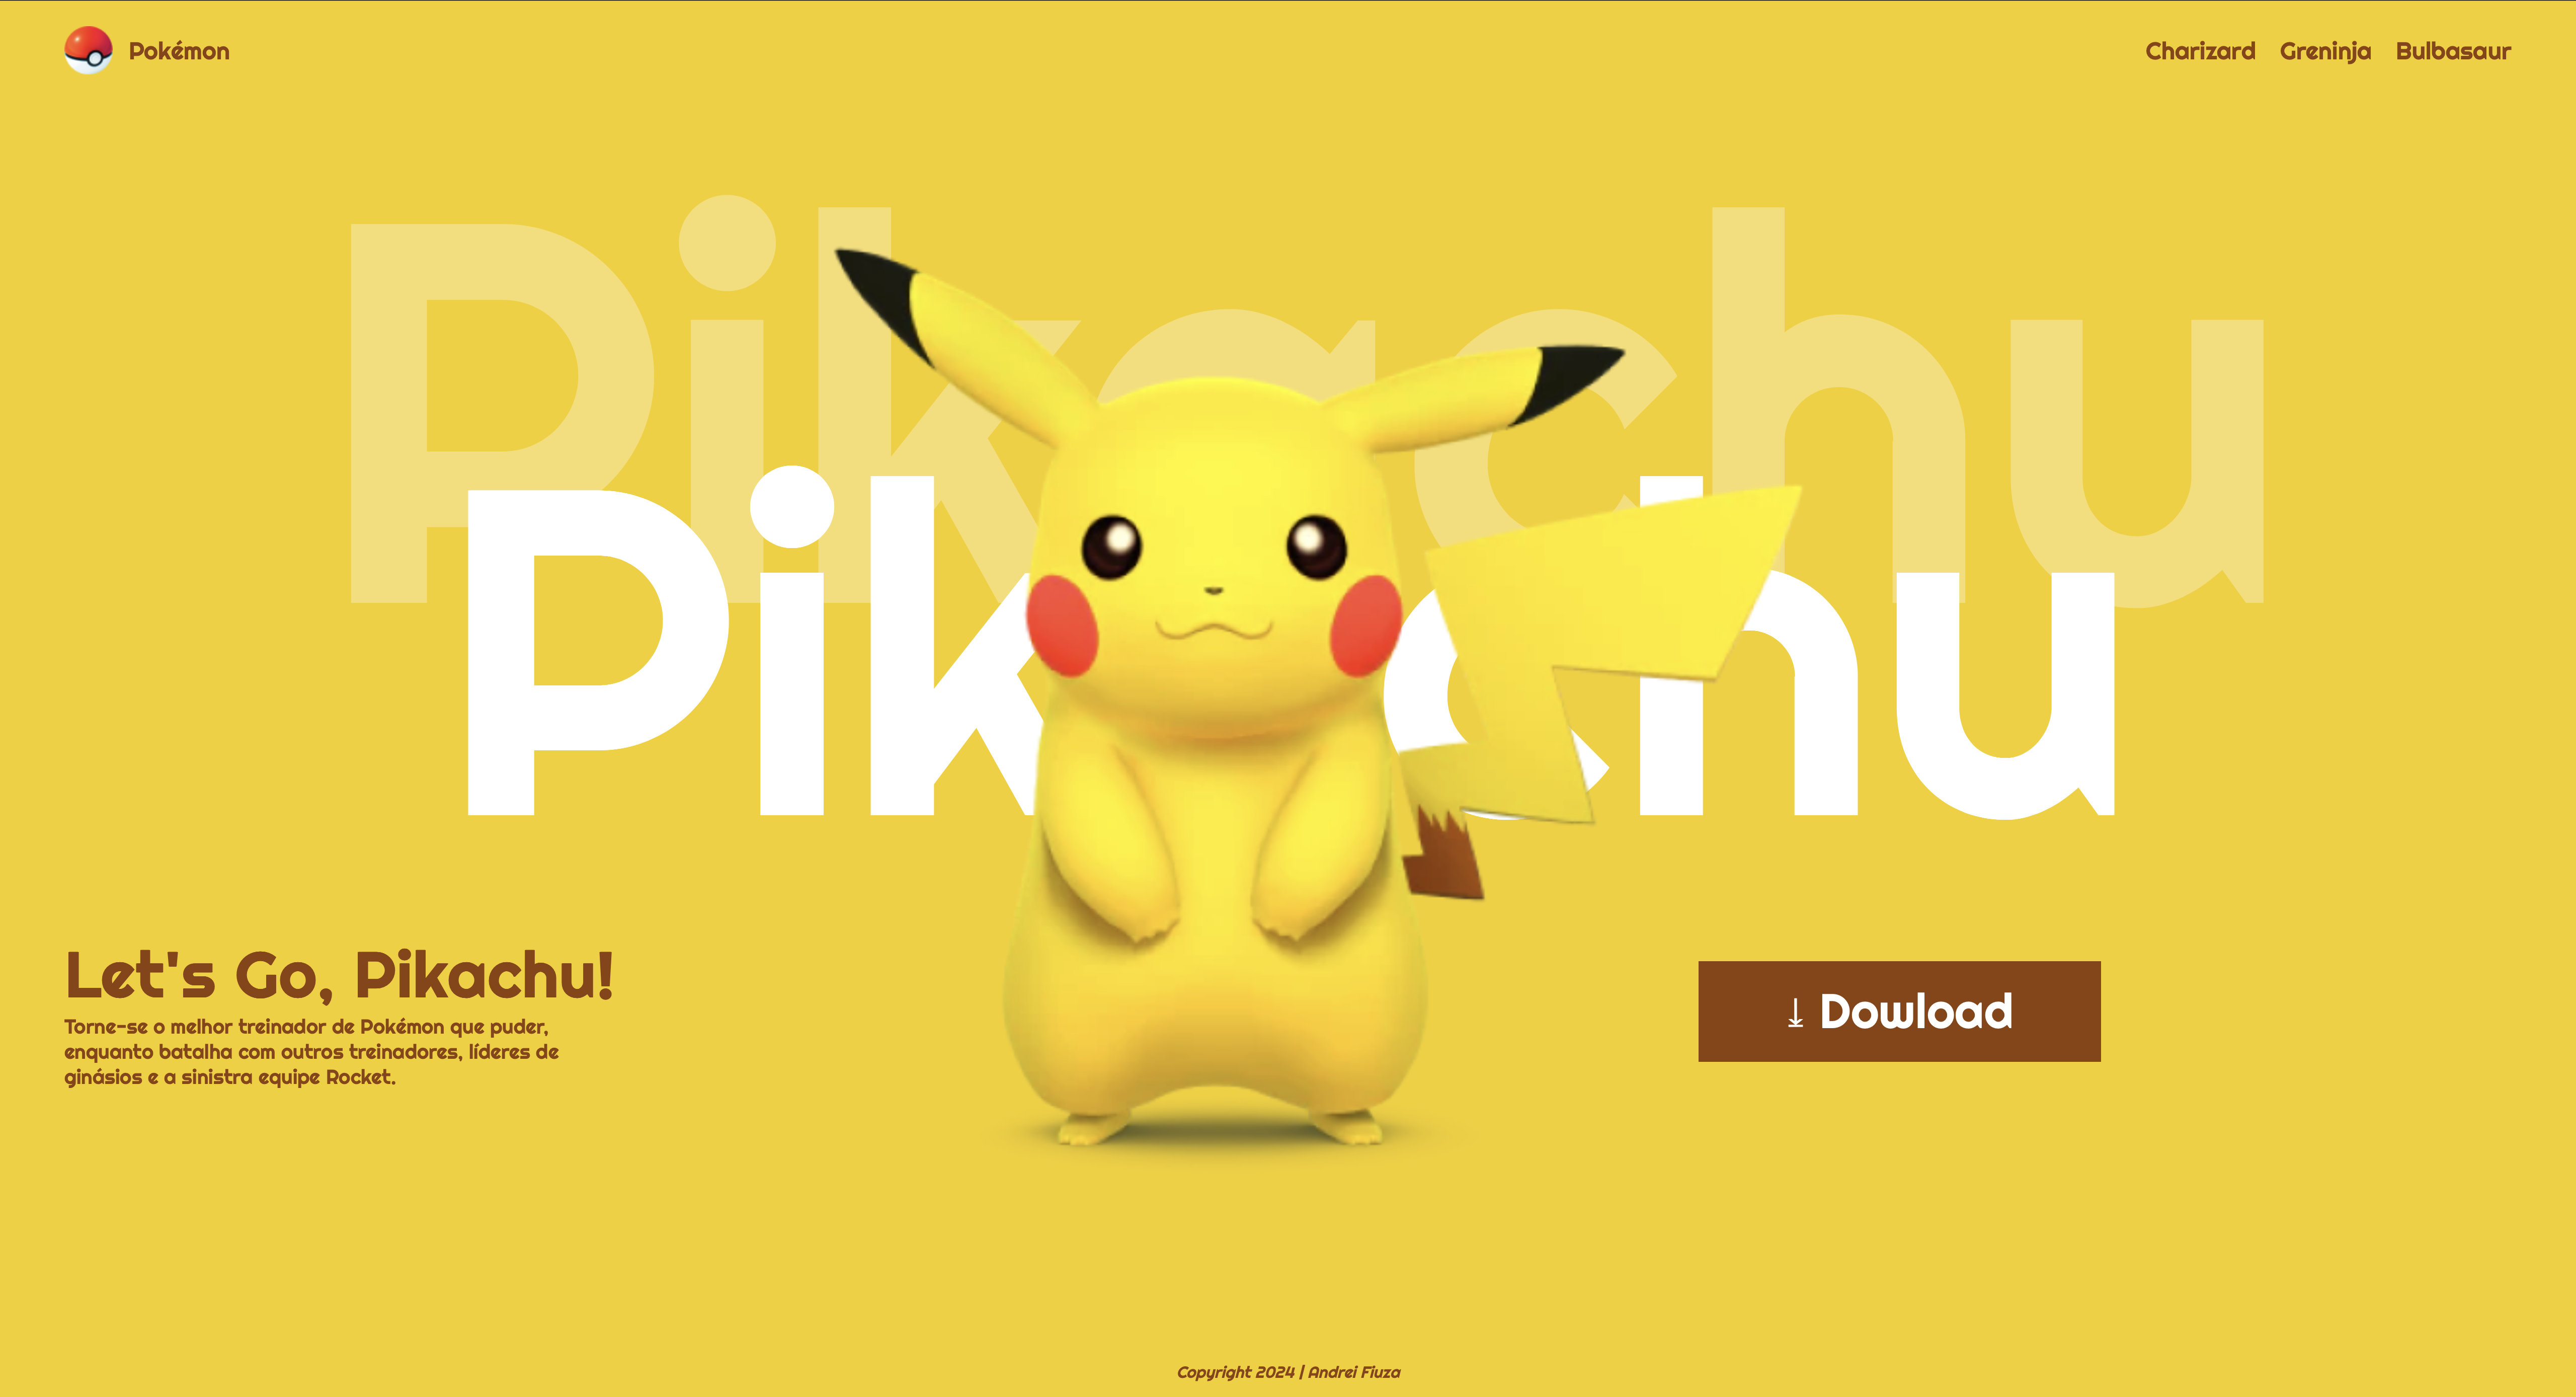 Pokémon
Charizard Greninja Bulbasaur
Pikachu
Pikachu
Let's Go, Pikachu!
Torne-se o melhor treinador de Pokémon que puder,
enquanto batalha com outros treinadores, líderes de
ginásios e a sinistra equipe Rocket.
Dowload
Copyright 2024 | Andrei Fiuza